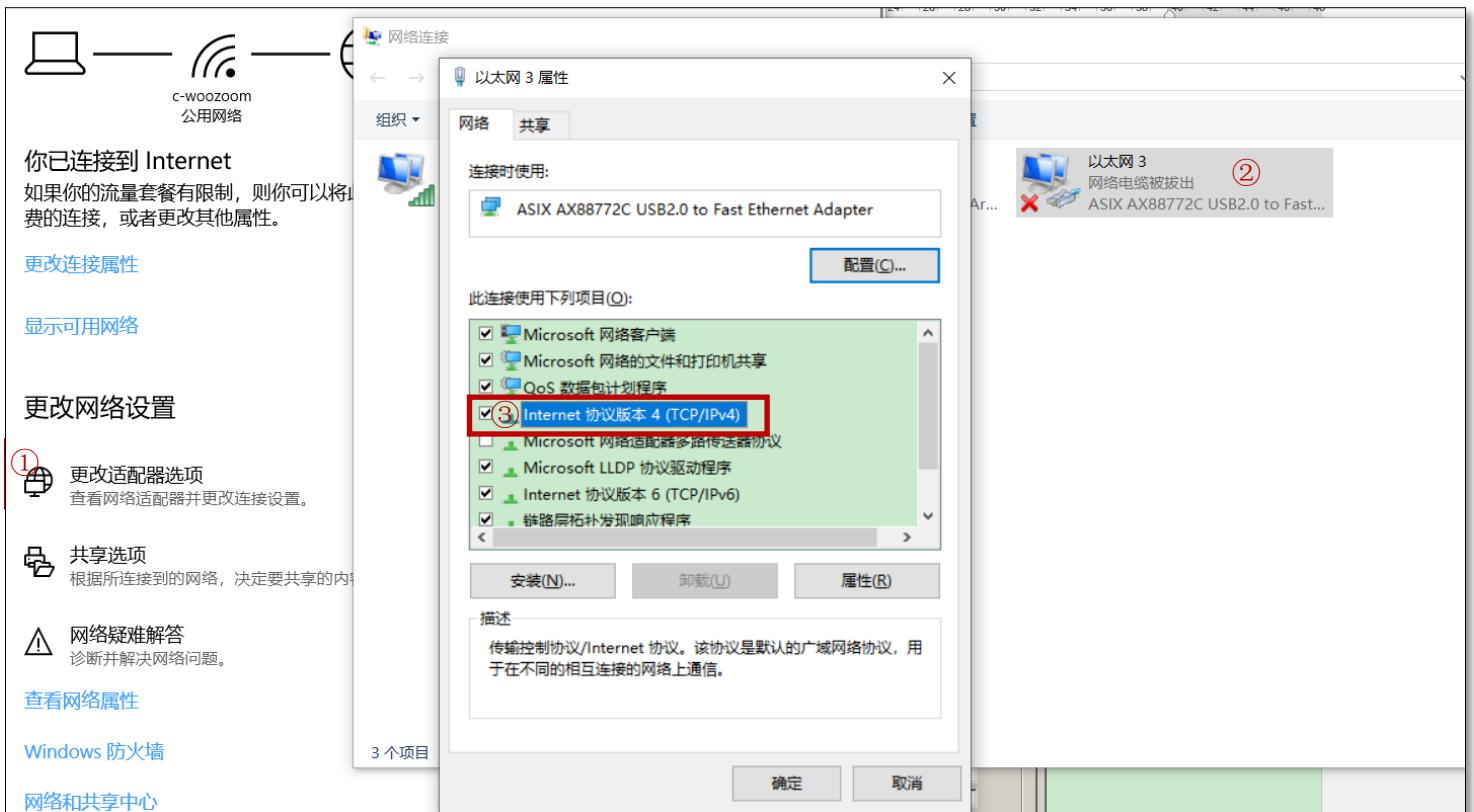 c-woozoom
公用网络
你已连接到 Internet
如果你的流量套餐有限制，则你可以将
费的连接，或者更改其他属性。
更改连接属性
显示可用网络
更改网络设置
①
更改适配器选项
查看网络适配器并更改连接设置。
共享选项
根据所连接到的网络，决定要共享的内
网络疑难解答
诊断并解决网络问题。
查看网络属性
Windows 防火墙
网络和共享中心
网络连接
组织
3 个项目
以太网 3 属性
网络 共享
连接时使用:
ASIX AX88772C USB2.0 to Fast Ethernet Adapter
配置(C)...
此连接使用下列项目(O):
Microsoft 网络客户端
Microsoft 网络的文件和打印机共享
QoS 数据包计划程序
③ Internet 协议版本 4 (TCP/IPv4)
Microsoft 网络适配器多路传送器协议
Microsoft LLDP 协议驱动程序
Internet 协议版本 6 (TCP/IPv6)
链路层拓扑发现响应程序
安装(N)... 卸载(U) 属性(R)
描述
传输控制协议/Internet 协议。该协议是默认的广域网络协议，用
于在不同的相互连接的网络上通信。
确定 取消
Ar...
以太网 3 ②
网络电缆被拔出
ASIX AX88772C USB2.0 to Fast...